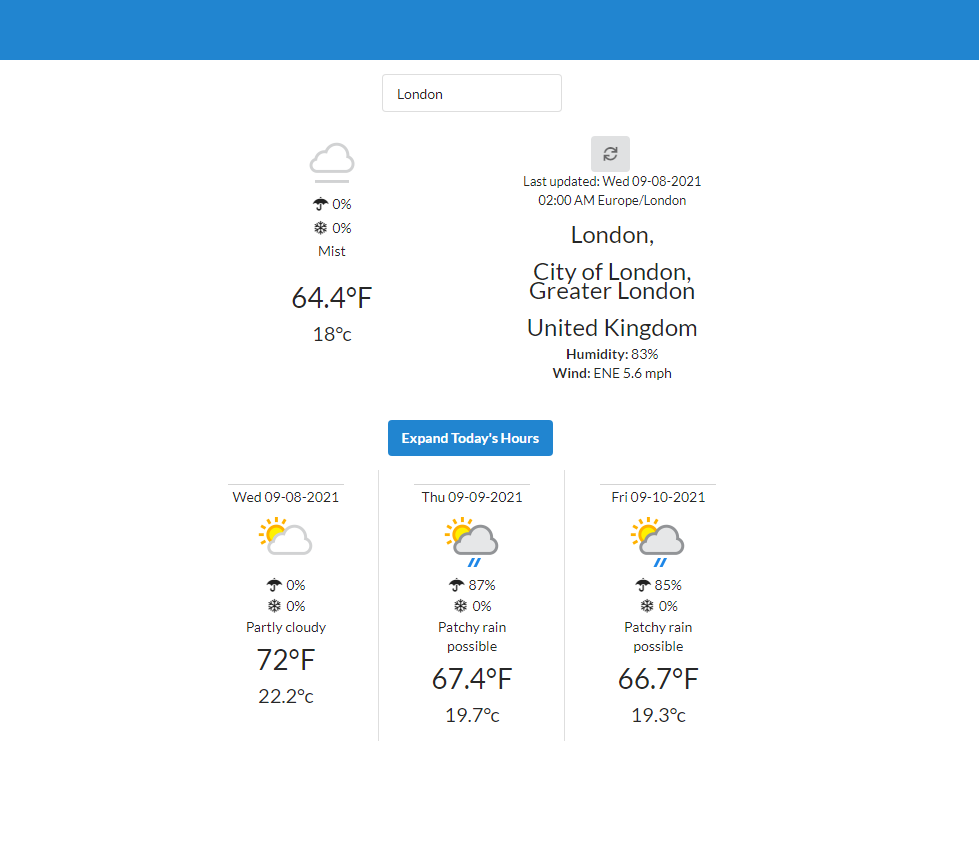 London
0%
0%
Mist
64.4°F
18°c
Last updated: Wed 09-08-2021
02:00 AM Europe/London
London,
City of London,
Greater London
United Kingdom
Humidity: 83%
Wind: ENE 5.6 mph
Expand Today's Hours
Wed 09-08-2021
0%
0%
Partly cloudy
72°F
22.2°c
Thu 09-09-2021
87%
0%
Patchy rain
possible
67.4°F
19.7°c
Fri 09-10-2021
85%
0%
Patchy rain
possible
66.7°F
19.3°c